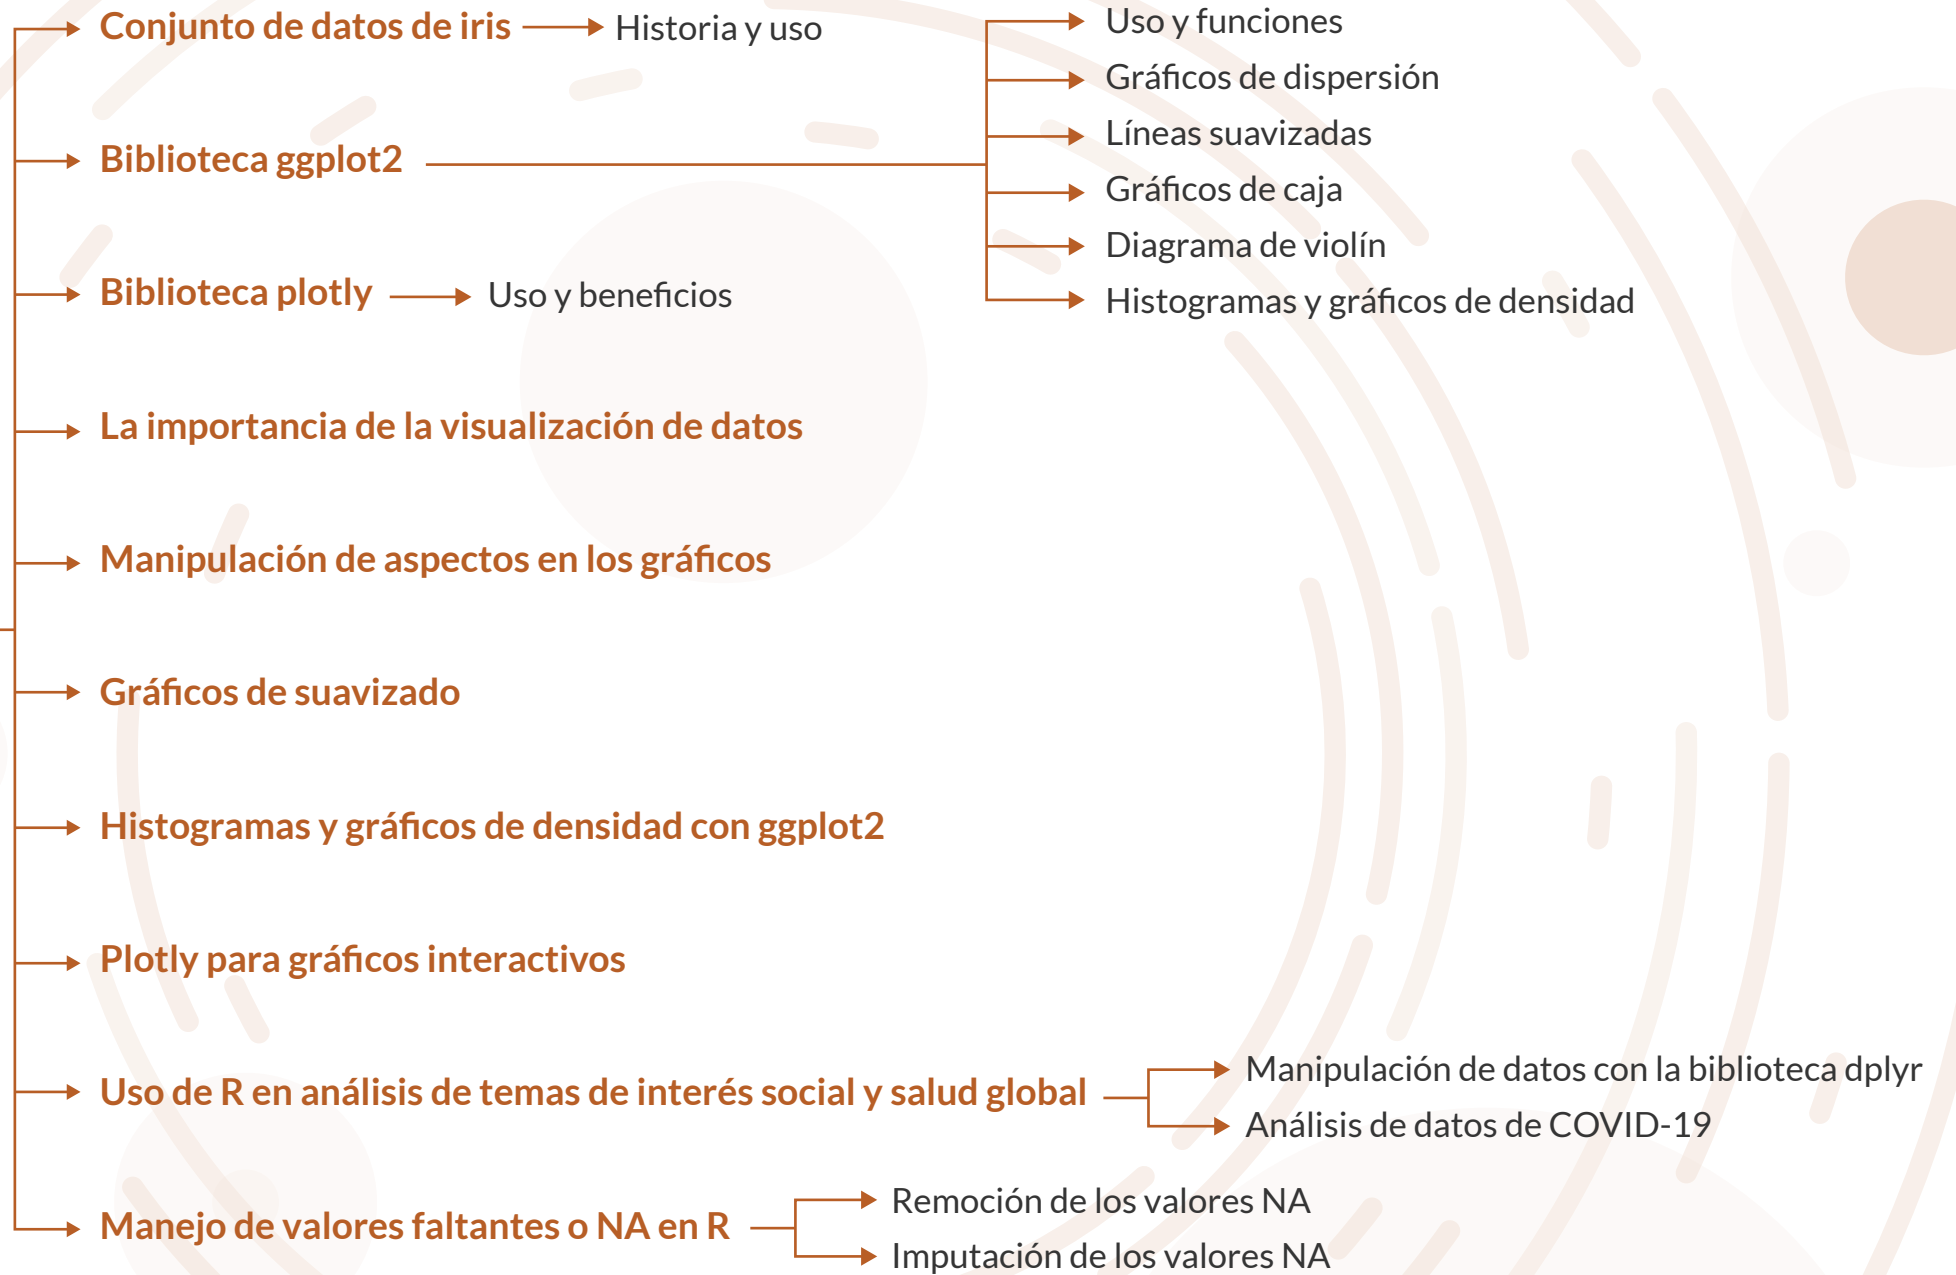 Conjunto de datos de iris
Historia y uso
Biblioteca ggplot2
Uso y funciones
Gráficos de dispersión
Líneas suavizadas
Gráficos de caja
Diagrama de violín
Histogramas y gráficos de densidad
Biblioteca plotly
Uso y beneficios
La importancia de la visualización de datos
Manipulación de aspectos en los gráficos
Gráficos de suavizado
Histogramas y gráficos de densidad con ggplot2
Plotly para gráficos interactivos
Uso de R en análisis de temas de interés social y salud global
Manipulación de datos con la biblioteca dplyr
Análisis de datos de COVID-19
Manejo de valores faltantes o NA en R
Remoción de los valores NA
Imputación de los valores NA